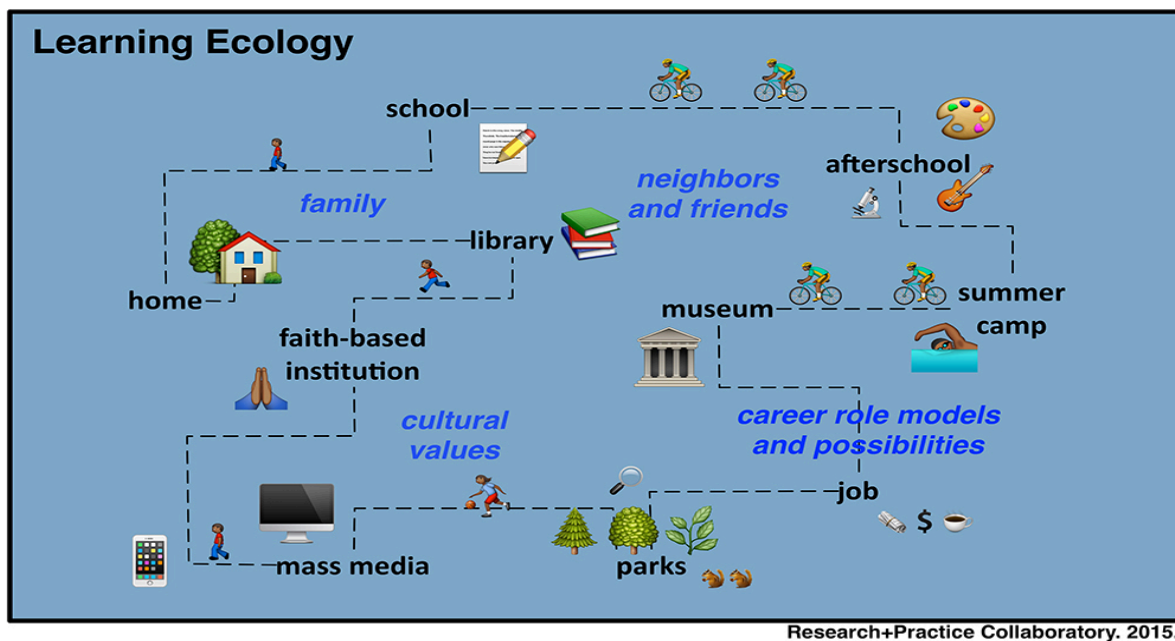 Learning Ecology
school
afterschool
family
neighbors
and friends
library
home
museum
summer
camp
faith-based
institution
cultural
values
career role models
and possibilities
job
$
mass media
parks
Research+Practice Collaboratory. 2015